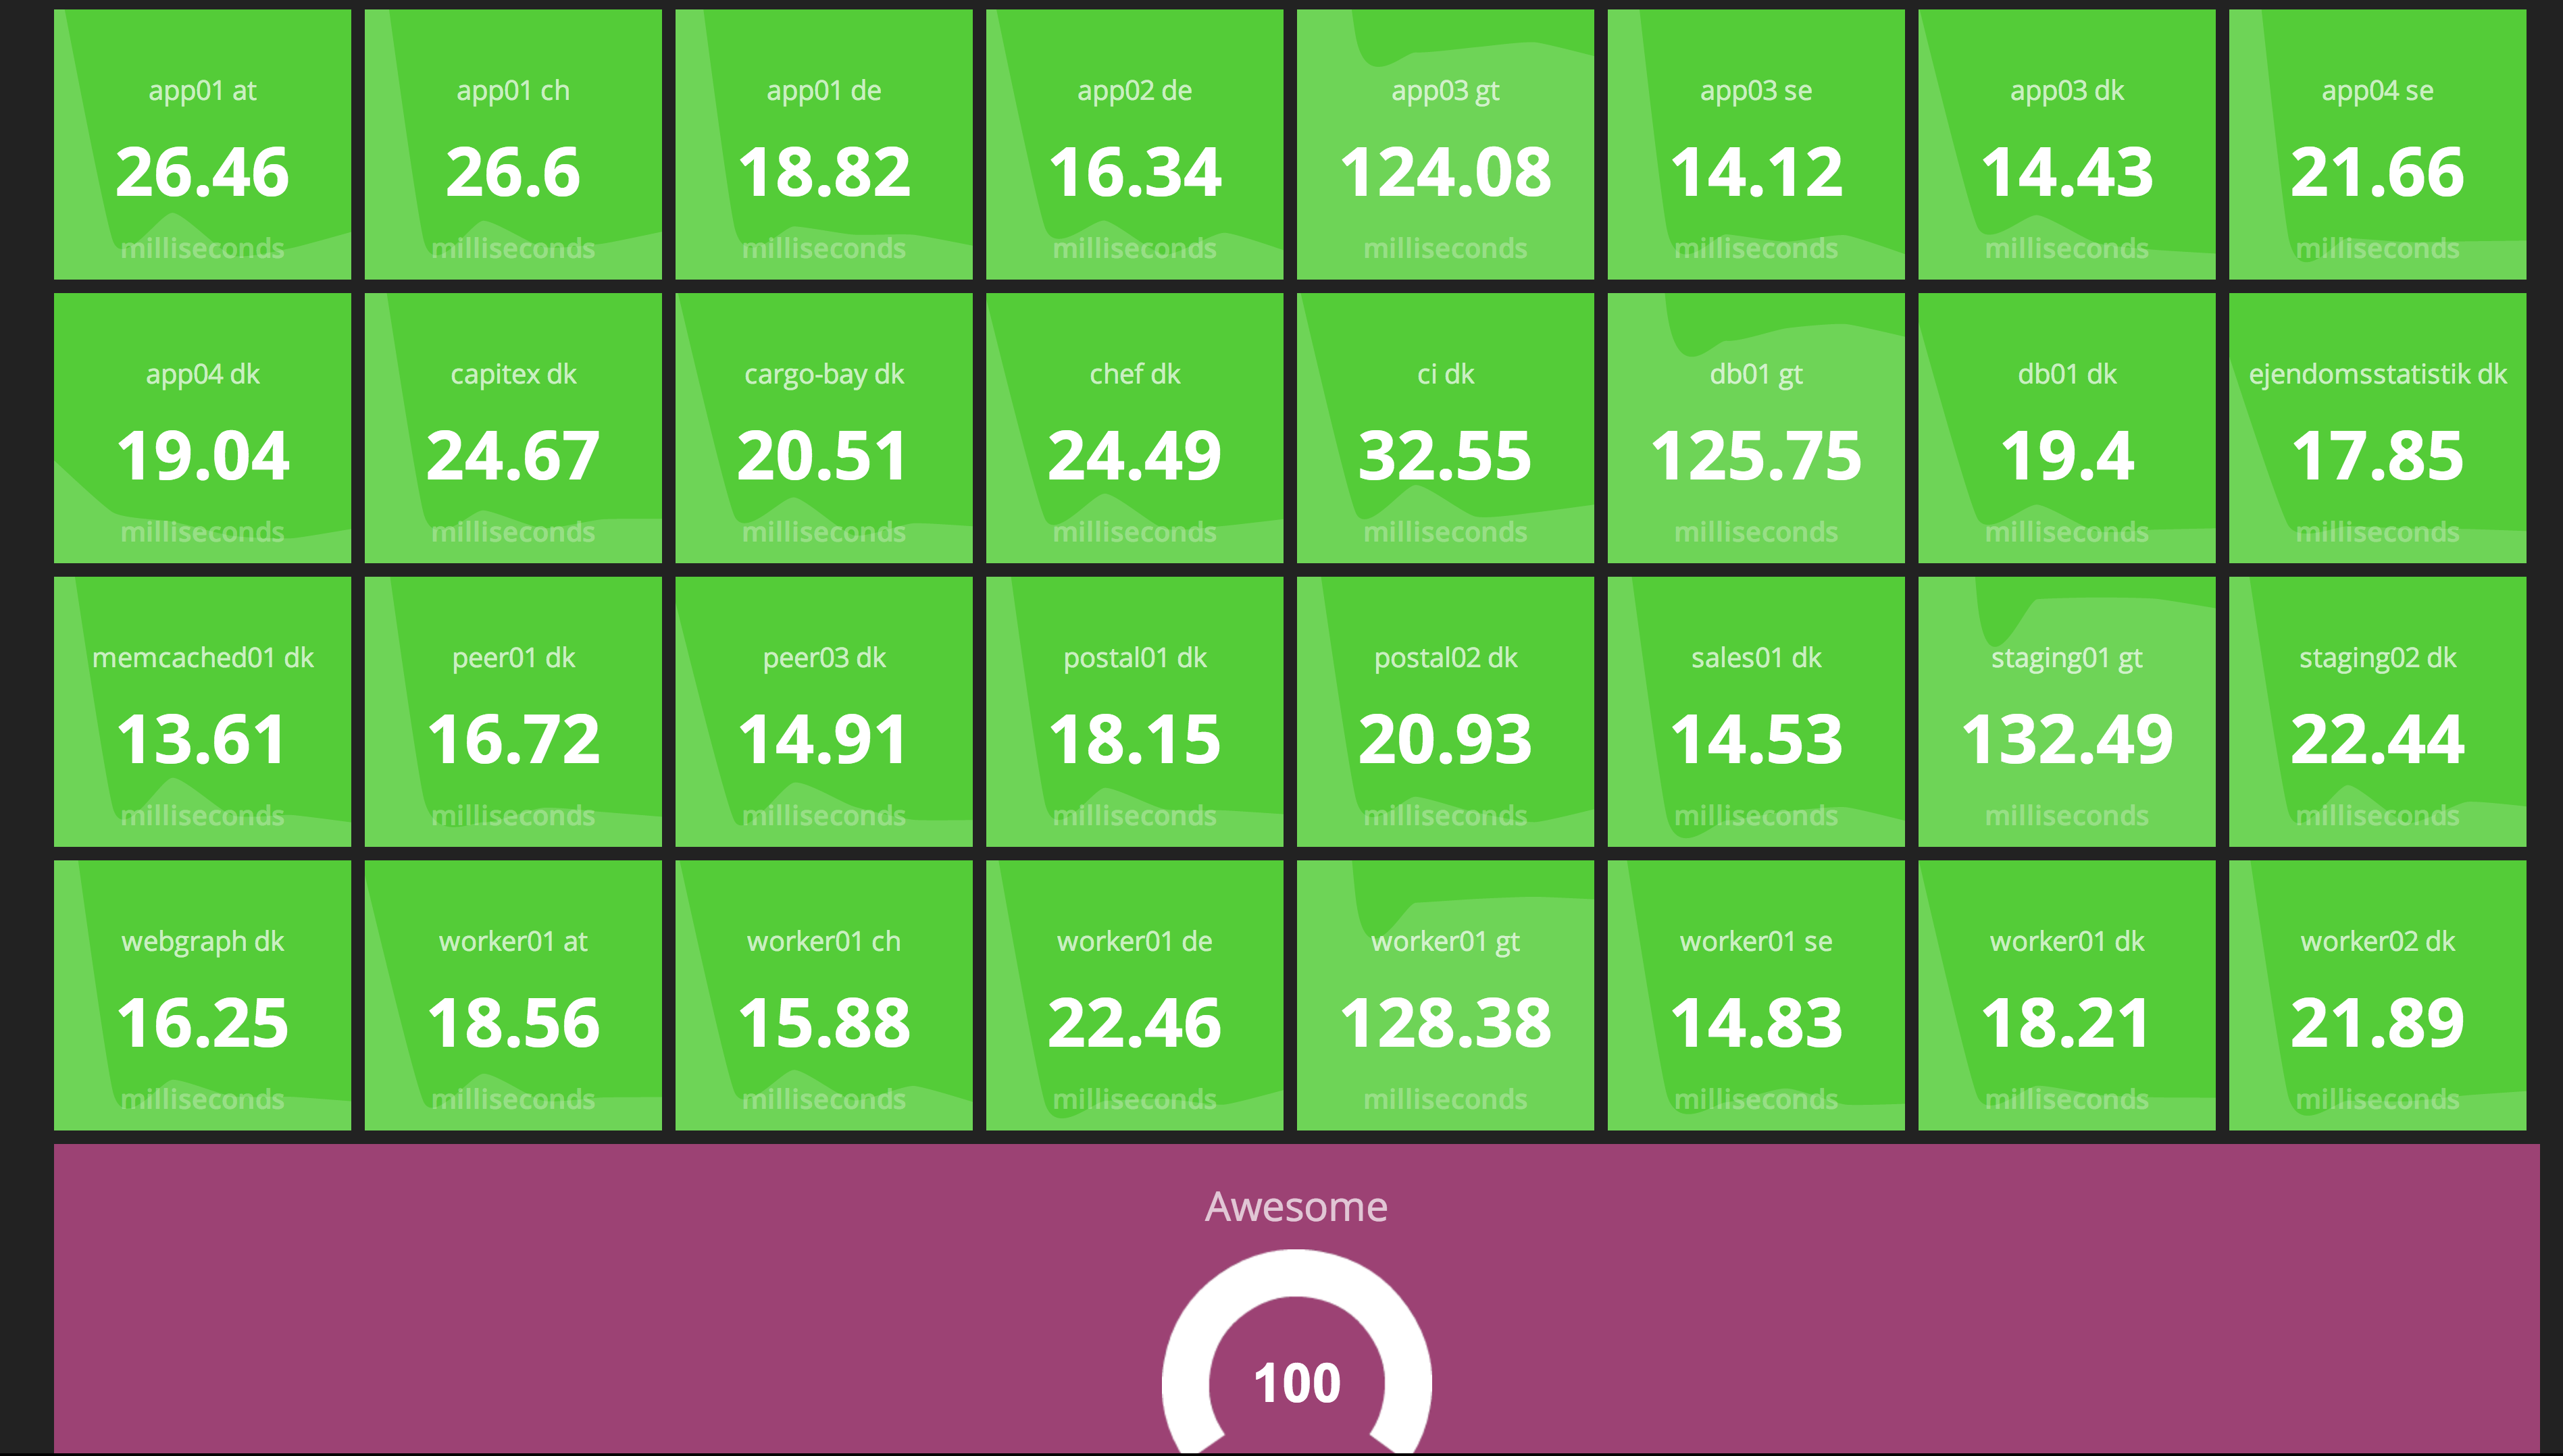 app01 at
26.46
milliseconds
app01 ch
26.6
milliseconds
app01 de
18.82
milliseconds
app02 de
16.34
milliseconds
app03 gt
124.08
milliseconds
app03 se
14.12
milliseconds
app03 dk
14.43
milliseconds
app04 se
21.66
milliseconds
app04 dk
19.04
milliseconds
capitex dk
24.67
milliseconds
cargo-bay dk
20.51
milliseconds
chef dk
24.49
milliseconds
ci dk
32.55
milliseconds
db01 gt
125.75
milliseconds
db01 dk
19.4
milliseconds
ejendomsstatistik dk
17.85
milliseconds
memcached01 dk
13.61
milliseconds
peer01 dk
16.72
milliseconds
peer03 dk
14.91
milliseconds
postal01 dk
18.15
milliseconds
postal02 dk
20.93
milliseconds
sales01 dk
14.53
milliseconds
staging01 gt
132.49
milliseconds
staging02 dk
22.44
milliseconds
webgraph dk
16.25
milliseconds
worker01 at
18.56
milliseconds
worker01 ch
15.88
milliseconds
worker01 de
22.46
milliseconds
worker01 gt
128.38
milliseconds
worker01 se
14.83
milliseconds
worker01 dk
18.21
milliseconds
worker02 dk
21.89
milliseconds
Awesome
100